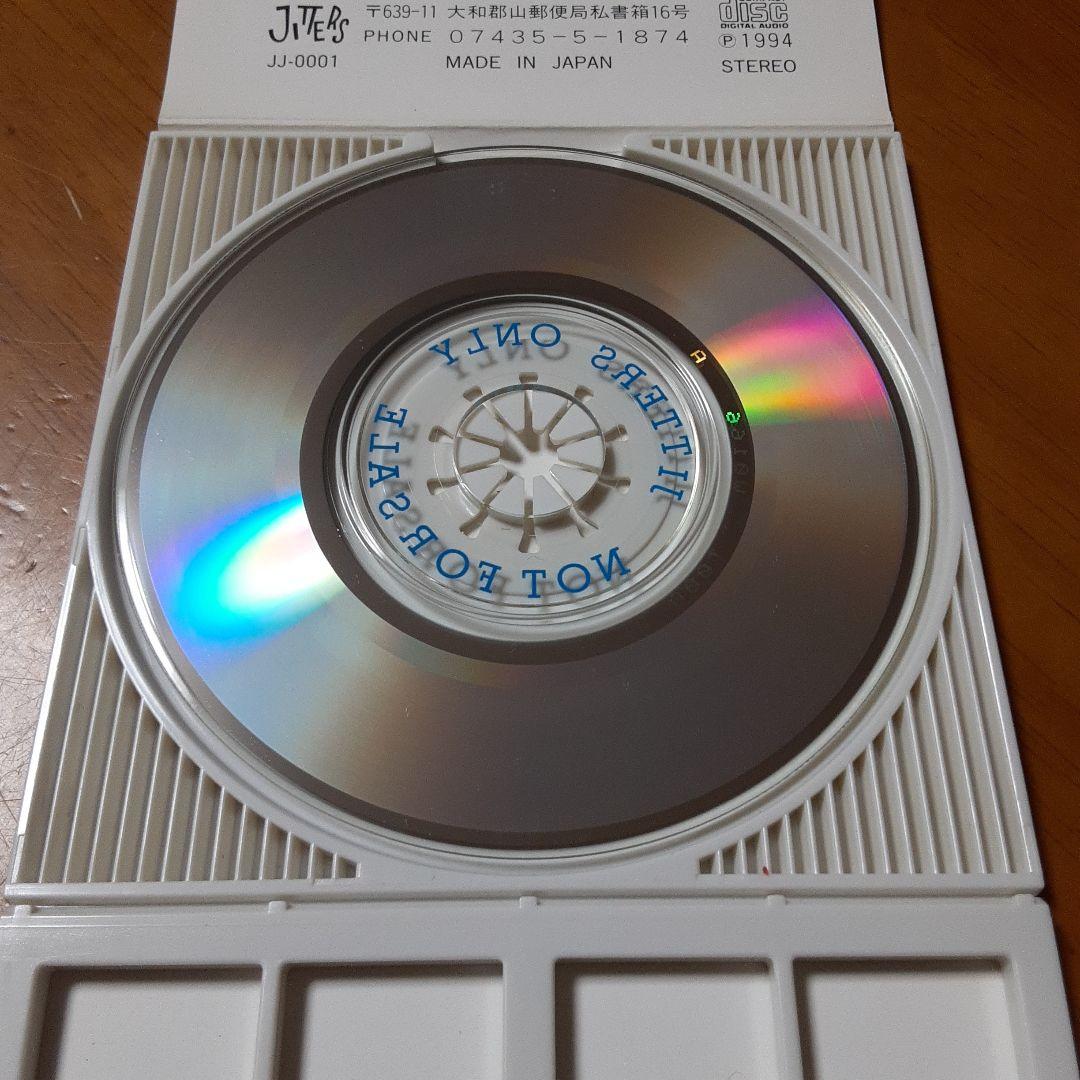 JITTERS 〒639-11 大和郡山郵便局私書箱16号 disc
DIGITAL AUDIO
PHONE 07435-5-1874 Ⓟ1994
JJ-0001 MADE IN JAPAN STEREO
JITTERS ONLY
NOT FOR SALE